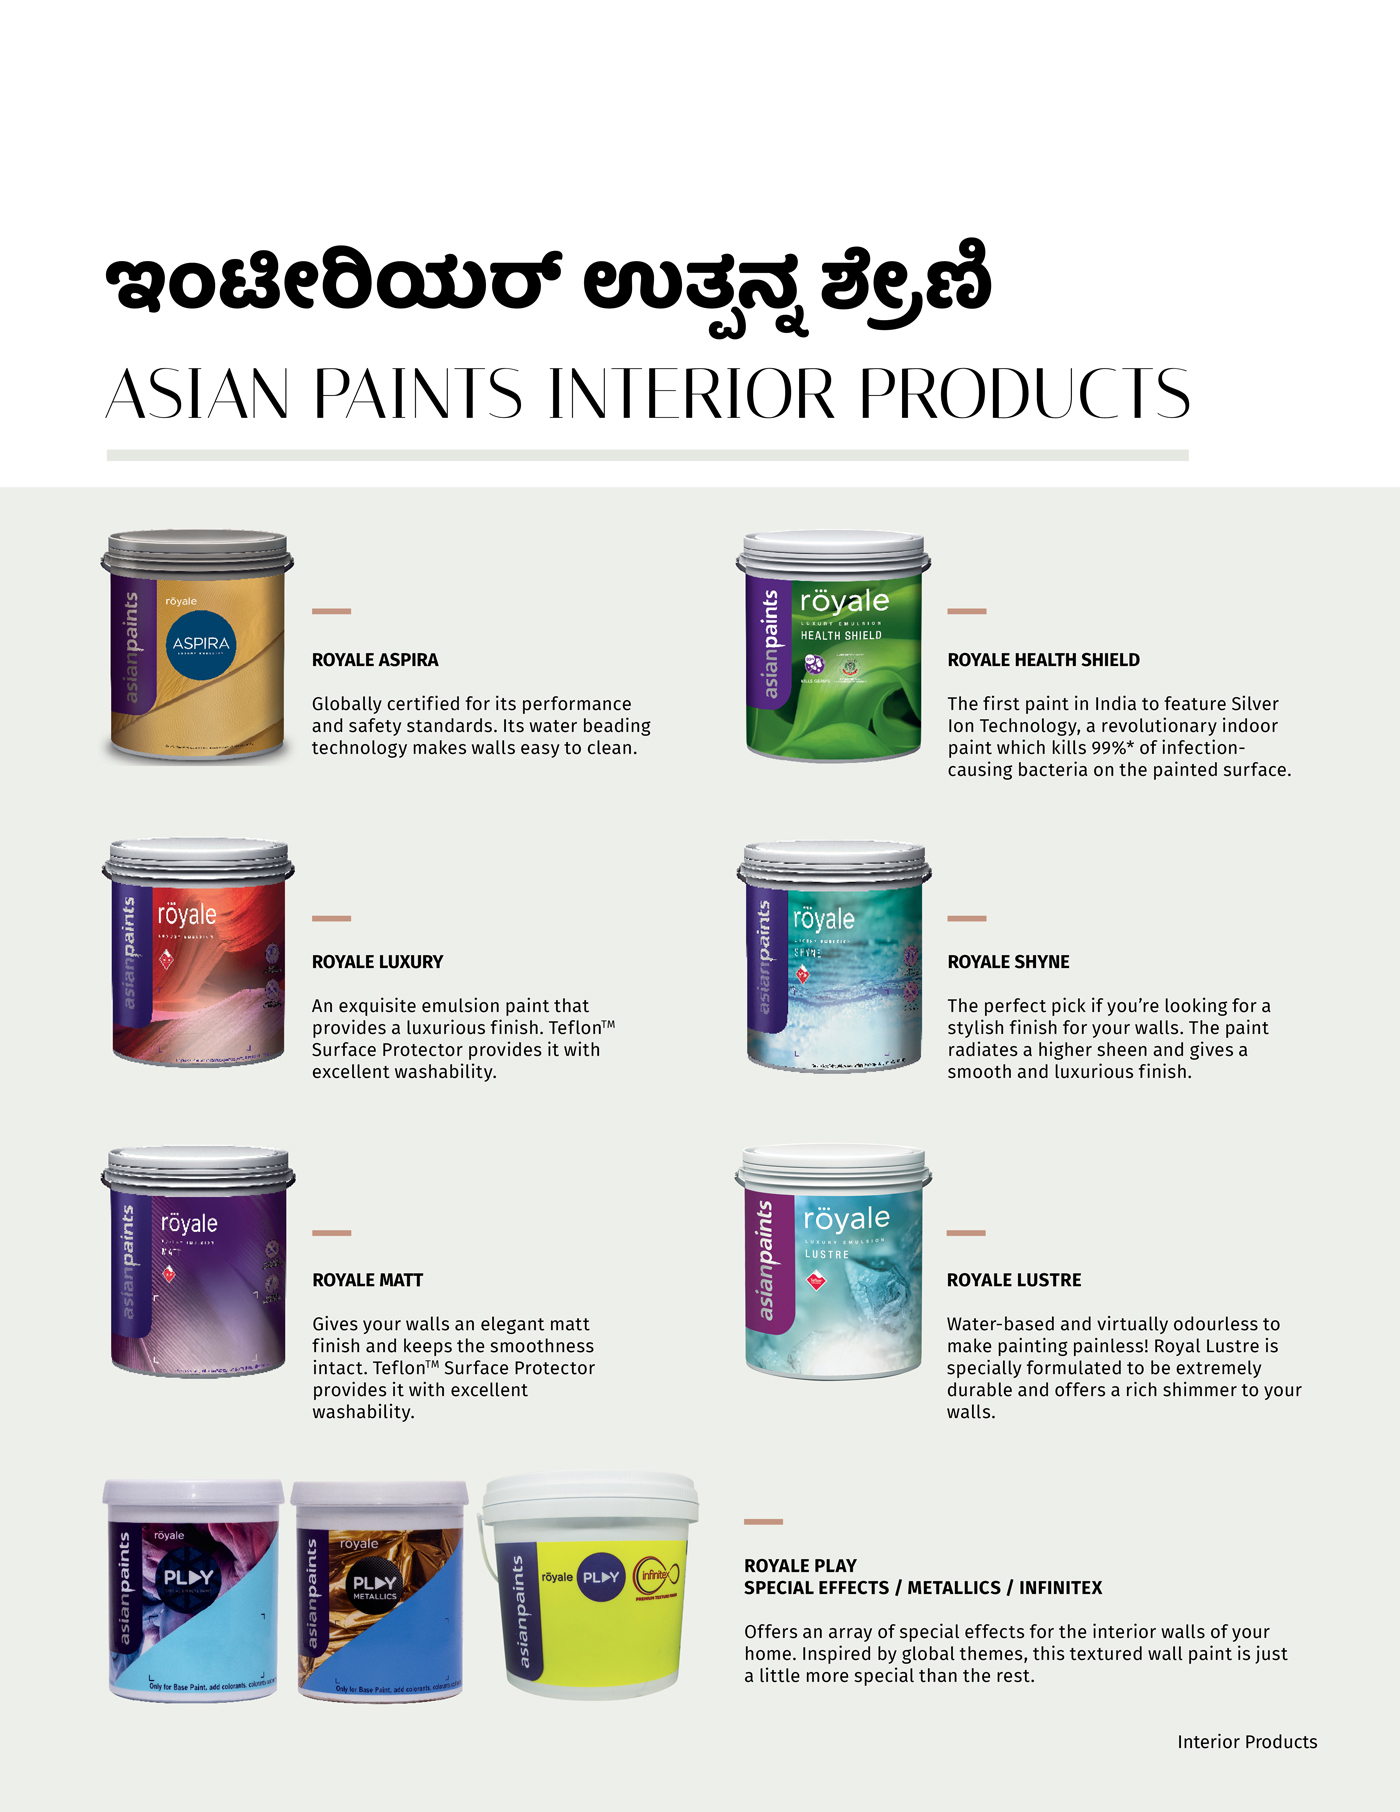 ಇಂಟೀರಿಯರ್ ಉತ್ಪನ್ನ ಶ್ರೇಣಿ
ASIAN PAINTS INTERIOR PRODUCTS
asianpaints
röyale
ASPIRA
ROYALE ASPIRA
Globally certified for its performance
and safety standards. Its water beading
technology makes walls easy to clean.
asianpaints
röyale
LUXURY EMULSION
HEALTH SHIELD
ROYALE HEALTH SHIELD
The first paint in India to feature Silver
Ion Technology, a revolutionary indoor
paint which kills 99%* of infection-
causing bacteria on the painted surface.
asianpaints
röyale
LUXURY EMULSION
ROYALE LUXURY
An exquisite emulsion paint that
provides a luxurious finish. Teflon™
Surface Protector provides it with
excellent washability.
asianpaints
röyale
LUXURY EMULSION
SHYNE
ROYALE SHYNE
The perfect pick if you’re looking for a
stylish finish for your walls. The paint
radiates a higher sheen and gives a
smooth and luxurious finish.
asianpaints
röyale
LUXURY EMULSION
MATT
ROYALE MATT
Gives your walls an elegant matt
finish and keeps the smoothness
intact. Teflon™ Surface Protector
provides it with excellent
washability.
asianpaints
röyale
LUXURY EMULSION
LUSTRE
ROYALE LUSTRE
Water-based and virtually odourless to
make painting painless! Royal Lustre is
specially formulated to be extremely
durable and offers a rich shimmer to your
walls.
asianpaints
röyale
PLAY
Only for Base Paint, add colorants.
asianpaints
röyale
PLAY
METALLICS
Only for Base Paint, add colorants.
asianpaints
röyale
PLAY
infinitex
PREMIUM TEXTURE PAINT
ROYALE PLAY
SPECIAL EFFECTS / METALLICS / INFINITEX
Offers an array of special effects for the interior walls of your
home. Inspired by global themes, this textured wall paint is just
a little more special than the rest.
Interior Products